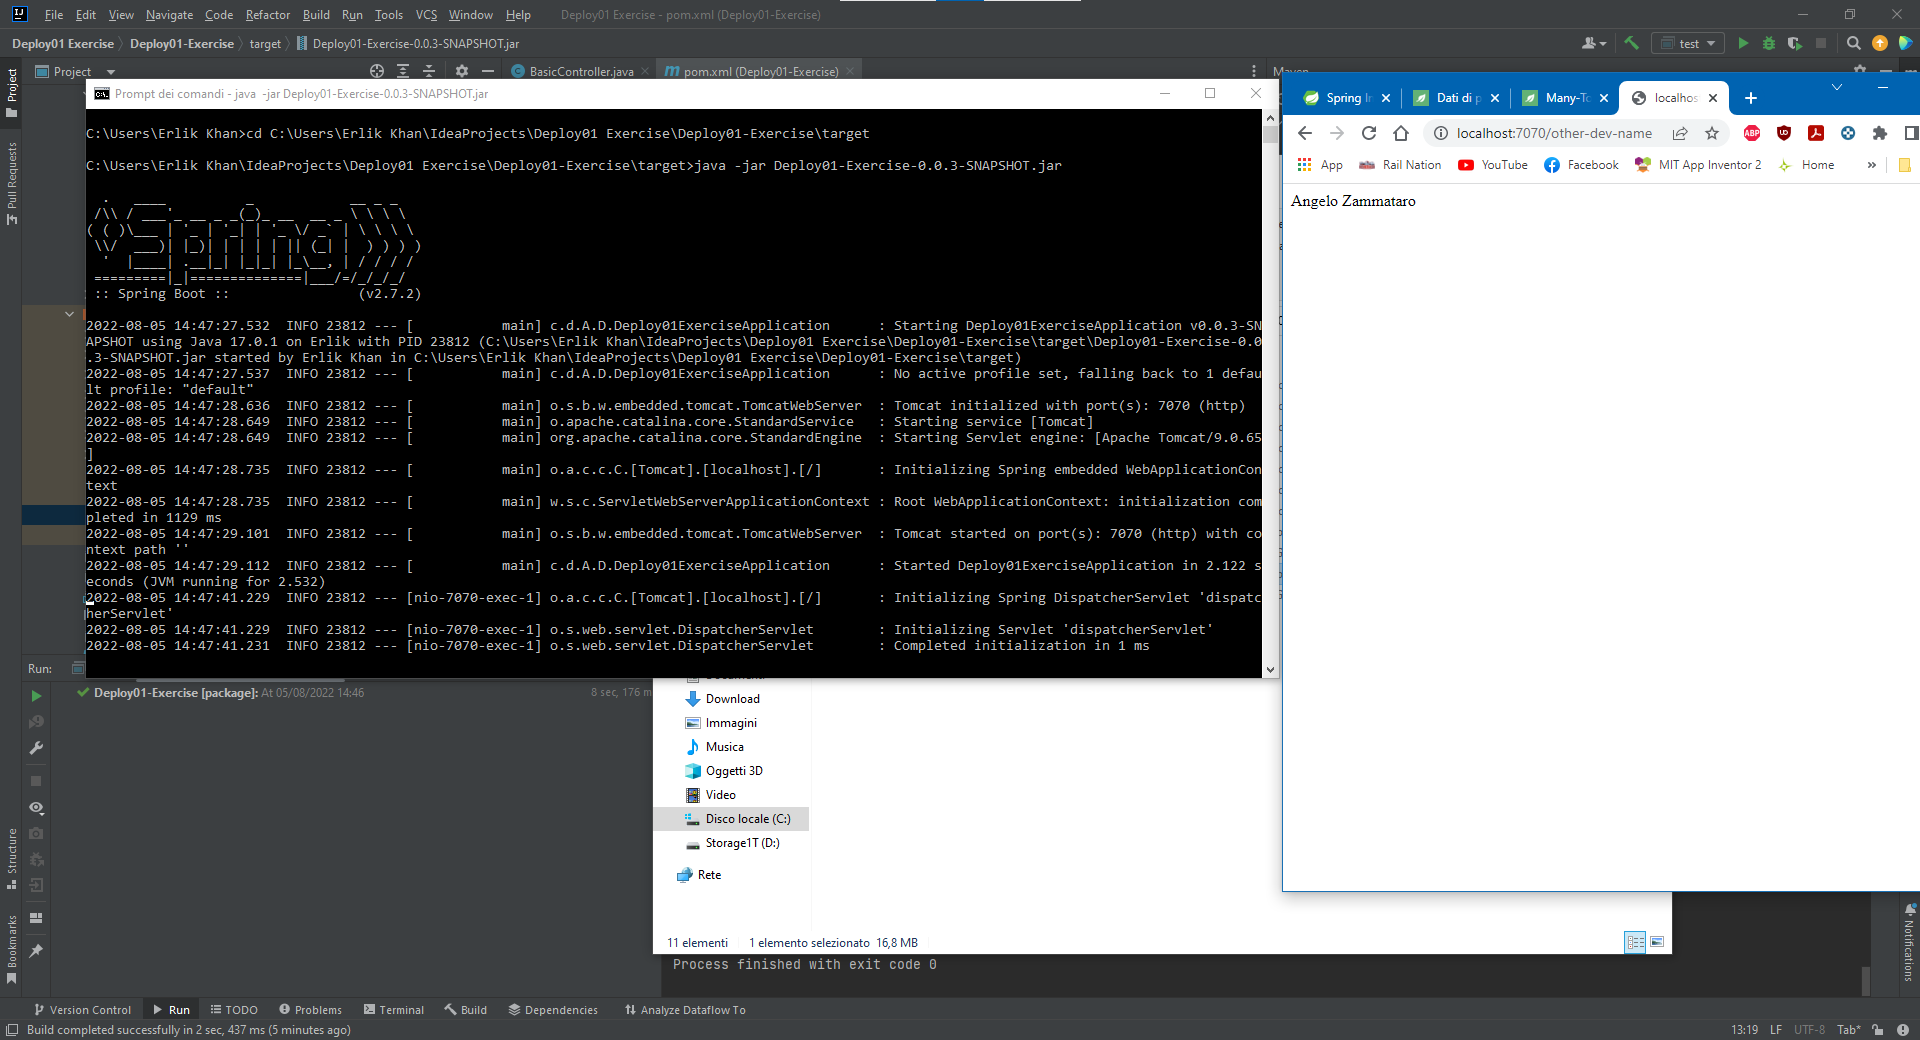 File Edit View Navigate Code Refactor Build Run Tools VCS Window Help Deploy01 Exercise - pom.xml (Deploy01-Exercise)
Deploy01 Exercise Deploy01-Exercise target Deploy01-Exercise-0.0.3-SNAPSHOT.jar test
Project BasicController.java pom.xml (Deploy01-Exercise) Maven
Project
Pull Requests
Structure
Bookmarks
Prompt dei comandi - java -jar Deploy01-Exercise-0.0.3-SNAPSHOT.jar
C:\Users\Erlik Khan>cd C:\Users\Erlik Khan\IdeaProjects\Deploy01 Exercise\Deploy01-Exercise\target
C:\Users\Erlik Khan\IdeaProjects\Deploy01 Exercise\Deploy01-Exercise\target>java -jar Deploy01-Exercise-0.0.3-SNAPSHOT.jar
Spring
:: Spring Boot :: (v2.7.2)
2022-08-05 14:47:27.532 INFO 23812 --- [ main] c.d.A.D.Deploy01ExerciseApplication : Starting Deploy01ExerciseApplication v0.0.3-SN
APSHOT using Java 17.0.1 on Erlik with PID 23812 (C:\Users\Erlik Khan\IdeaProjects\Deploy01 Exercise\Deploy01-Exercise\target\Deploy01-Exercise-0.0
.3-SNAPSHOT.jar started by Erlik Khan in C:\Users\Erlik Khan\IdeaProjects\Deploy01 Exercise\Deploy01-Exercise\target)
2022-08-05 14:47:27.537 INFO 23812 --- [ main] c.d.A.D.Deploy01ExerciseApplication : No active profile set, falling back to 1 defau
lt profile: "default"
2022-08-05 14:47:28.636 INFO 23812 --- [ main] o.s.b.w.embedded.tomcat.TomcatWebServer : Tomcat initialized with port(s): 7070 (http)
2022-08-05 14:47:28.649 INFO 23812 --- [ main] o.apache.catalina.core.StandardService : Starting service [Tomcat]
2022-08-05 14:47:28.649 INFO 23812 --- [ main] org.apache.catalina.core.StandardEngine : Starting Servlet engine: [Apache Tomcat/9.0.65
]
2022-08-05 14:47:28.735 INFO 23812 --- [ main] o.a.c.c.C.[Tomcat].[localhost].[/] : Initializing Spring embedded WebApplicationCon
text
2022-08-05 14:47:28.735 INFO 23812 --- [ main] w.s.c.ServletWebServerApplicationContext : Root WebApplicationContext: initialization com
pleted in 1129 ms
2022-08-05 14:47:29.101 INFO 23812 --- [ main] o.s.b.w.embedded.tomcat.TomcatWebServer : Tomcat started on port(s): 7070 (http) with co
ntext path ''
2022-08-05 14:47:29.112 INFO 23812 --- [ main] c.d.A.D.Deploy01ExerciseApplication : Started Deploy01ExerciseApplication in 2.122 s
econds (JVM running for 2.532)
2022-08-05 14:47:41.229 INFO 23812 --- [nio-7070-exec-1] o.a.c.c.C.[Tomcat].[localhost].[/] : Initializing Spring DispatcherServlet 'dispatc
herServlet'
2022-08-05 14:47:41.229 INFO 23812 --- [nio-7070-exec-1] o.s.web.servlet.DispatcherServlet : Initializing Servlet 'dispatcherServlet'
2022-08-05 14:47:41.231 INFO 23812 --- [nio-7070-exec-1] o.s.web.servlet.DispatcherServlet : Completed initialization in 1 ms
Spring Dati di Many-To localhos
localhost:7070/other-dev-name
ABP
App Rail Nation YouTube Facebook MIT App Inventor 2 Home »
Angelo Zammataro
Run:
Deploy01-Exercise [package]: At 05/08/2022 14:46 8 sec, 176 m
Download
Immagini
Musica
Oggetti 3D
Video
Disco locale (C:)
Storage1T (D:)
Rete
11 elementi 1 elemento selezionato 16,8 MB
Process finished with exit code 0
Notifications
Version Control Run TODO Problems Terminal Build Dependencies Analyze Dataflow To
Build completed successfully in 2 sec, 437 ms (5 minutes ago) 13:19 LF UTF-8 Tab*